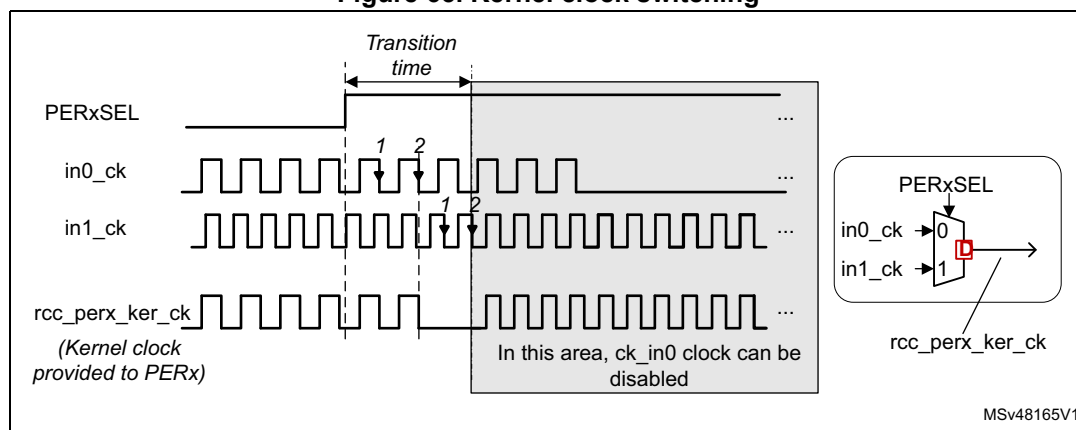 Figure 53. Kernel clock switching
Transition
time
PERxSEL
...
1
2
in0_ck
...
1
2
in1_ck
...
rcc_perx_ker_ck
...
(Kernel clock
provided to PERx)
In this area, ck_in0 clock can be
disabled
PERxSEL
in0_ck
0
D
in1_ck
1
rcc_perx_ker_ck
MSv48165V1